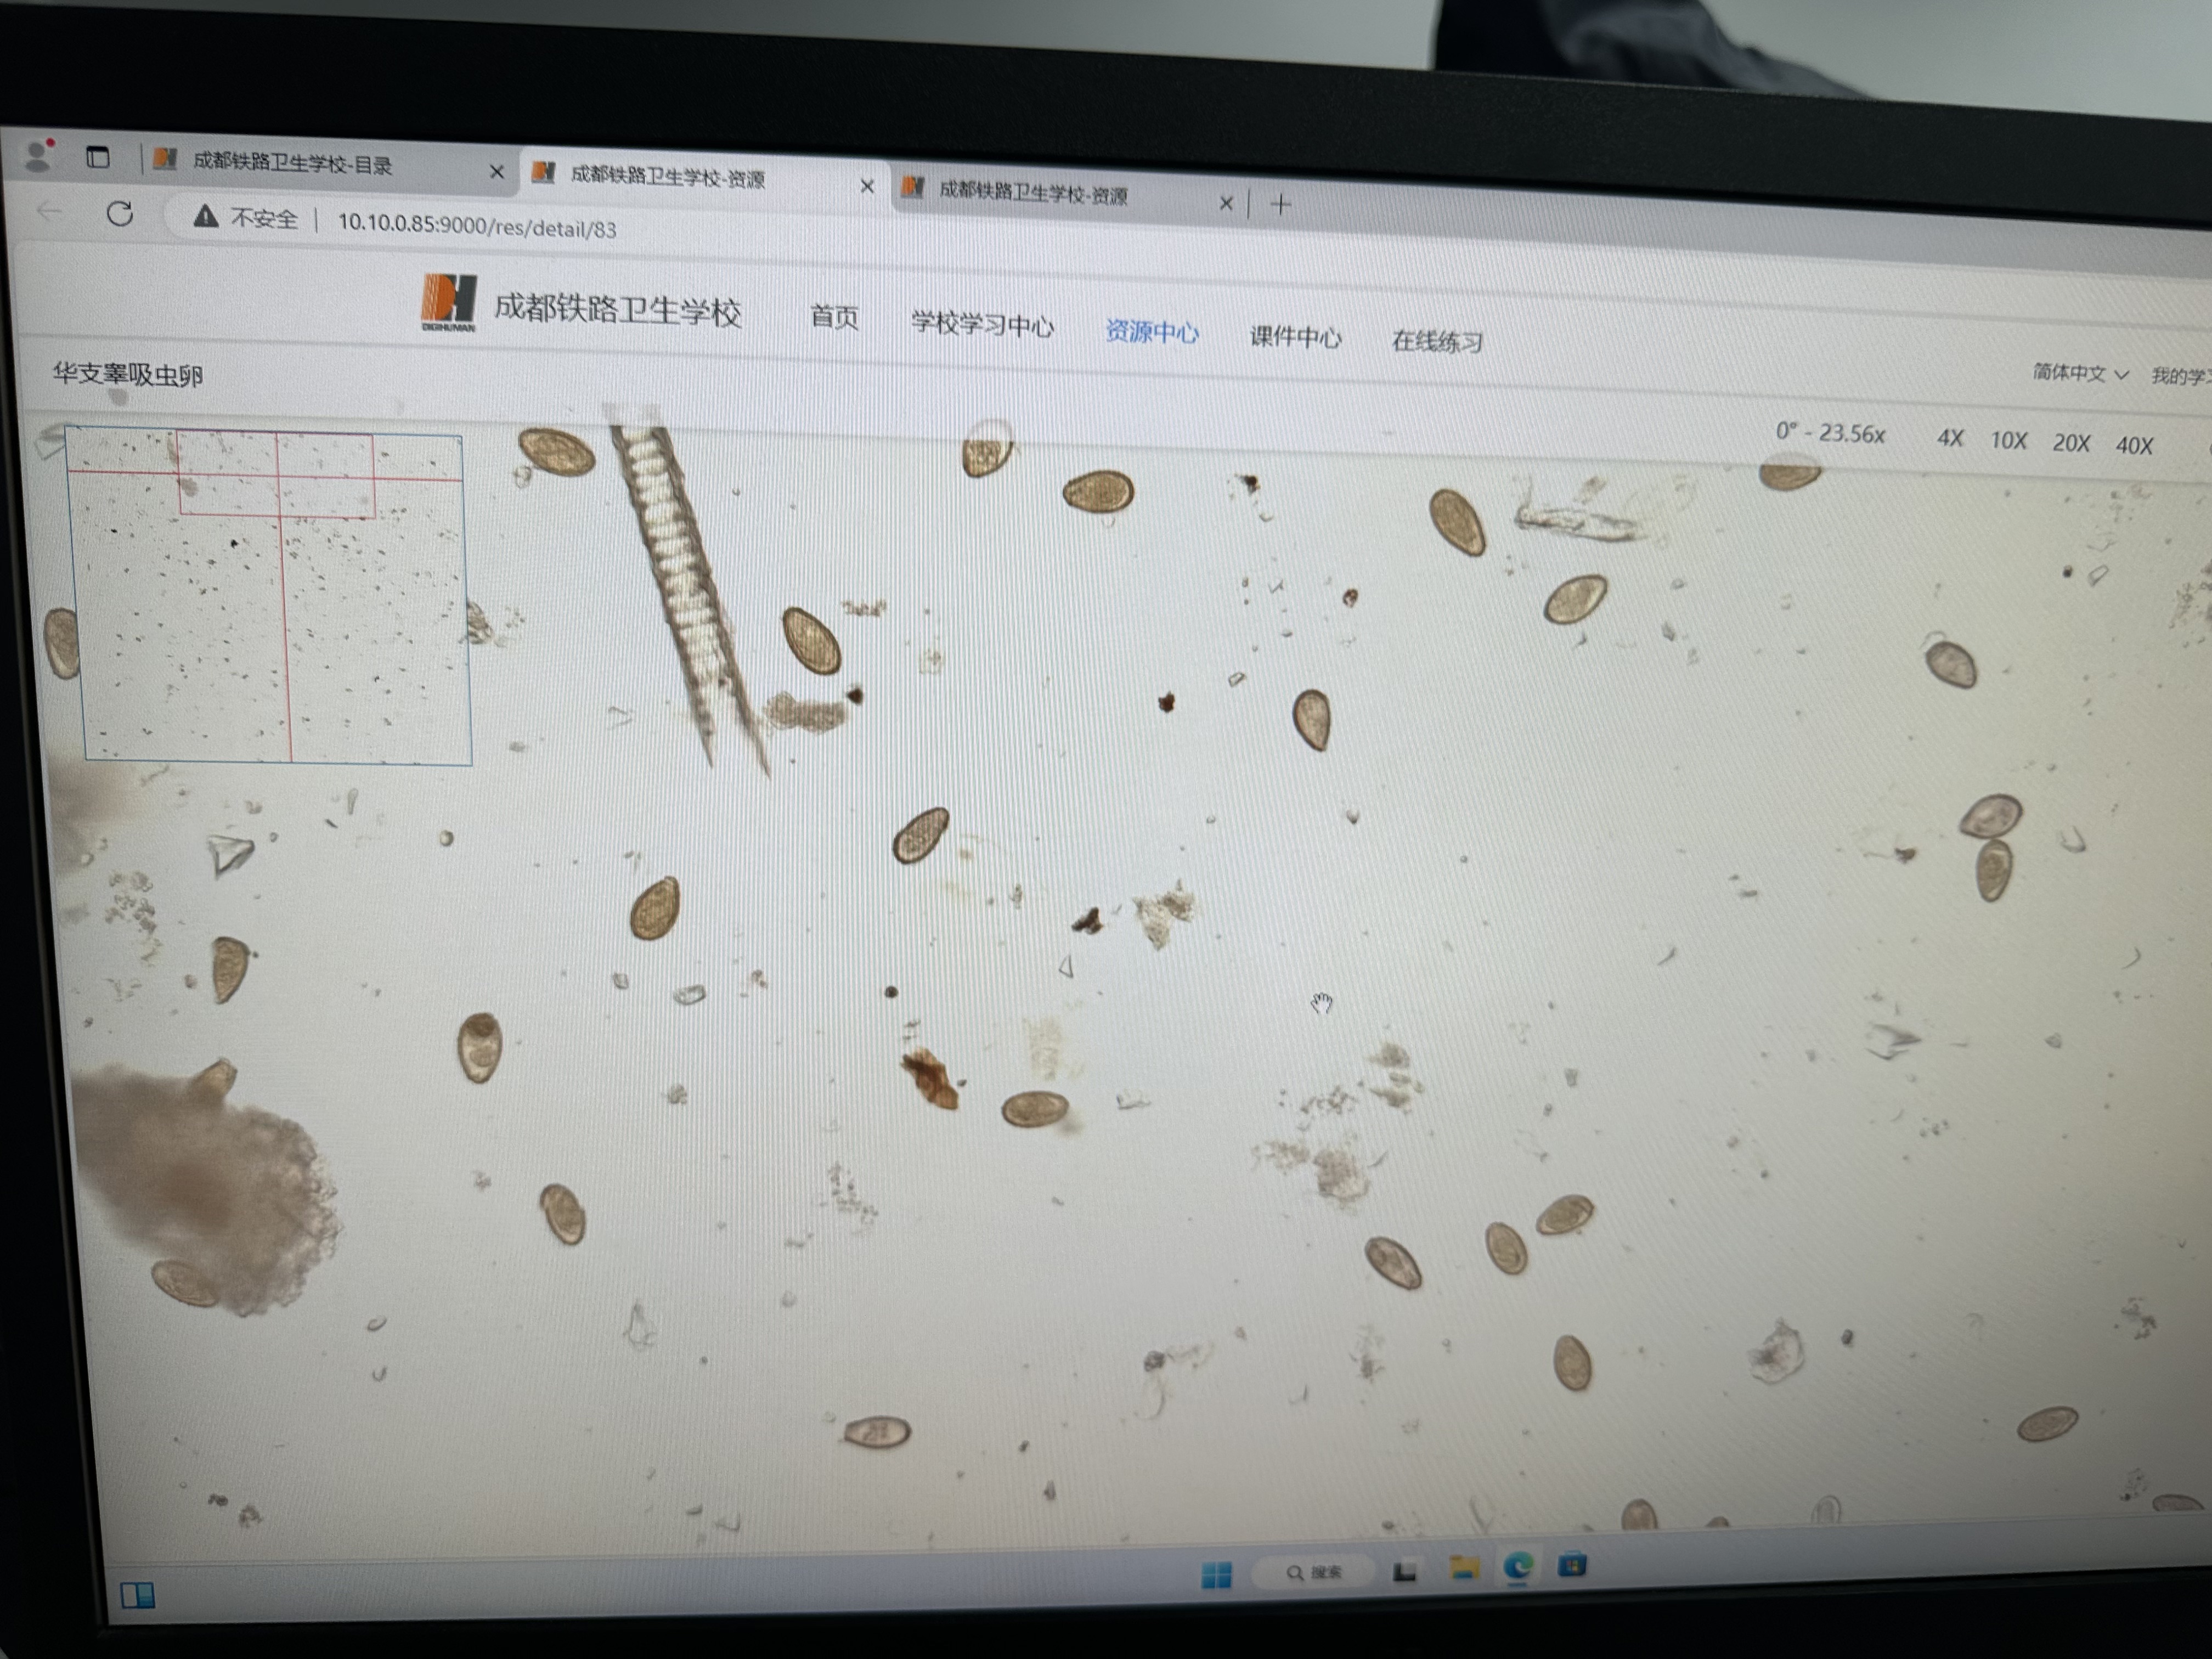 成都铁路卫生学校-目录
成都铁路卫生学校-资源
成都铁路卫生学校-资源
不安全
10.10.0.85:9000/res/detail/83
DIGIHUMAN
成都铁路卫生学校
首页
学校学习中心
资源中心
课件中心
在线练习
简体中文
我的学习
华支睾吸虫卵
0° - 23.56x
4X
10X
20X
40X
搜索